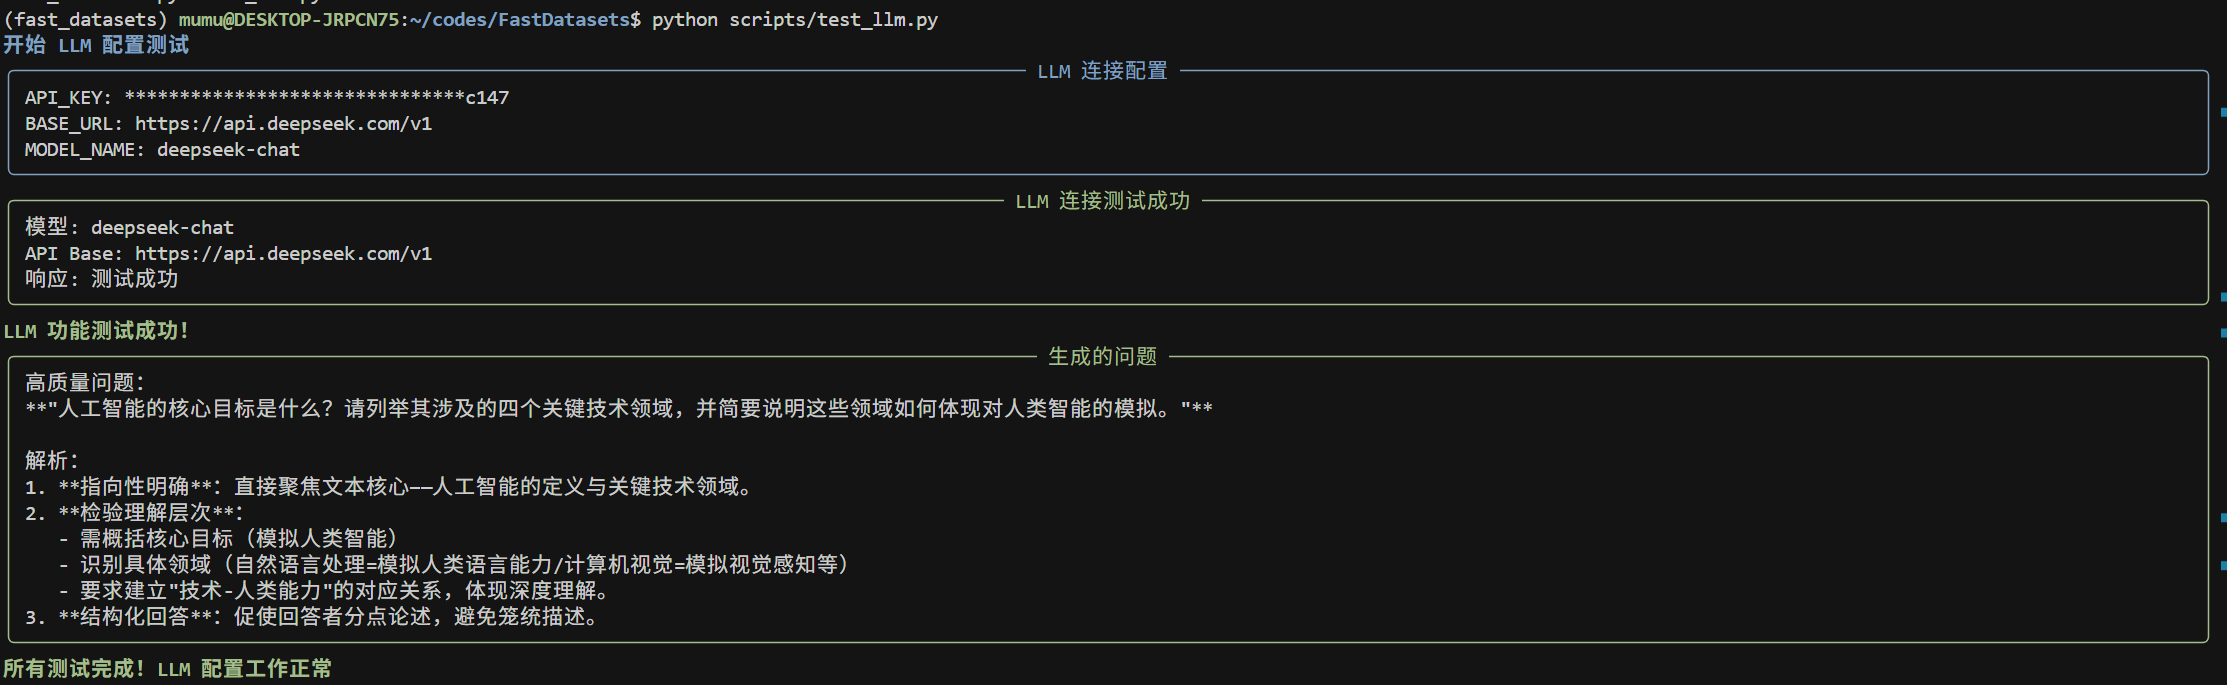 (fast_datasets) mumu@DESKTOP-JRPCN75:~/codes/FastDatasets$ python scripts/test_llm.py
开始 LLM 配置测试
LLM 连接配置
API_KEY: *******************************c147
BASE_URL: https://api.deepseek.com/v1
MODEL_NAME: deepseek-chat
LLM 连接测试成功
模型: deepseek-chat
API Base: https://api.deepseek.com/v1
响应: 测试成功
LLM 功能测试成功!
生成的问题
高质量问题：
**"人工智能的核心目标是什么？请列举其涉及的四个关键技术领域，并简要说明这些领域如何体现对人类智能的模拟。"**
解析：
1. **指向性明确**：直接聚焦文本核心——人工智能的定义与关键技术领域。
2. **检验理解层次**：
- 需概括核心目标（模拟人类智能）
- 识别具体领域（自然语言处理=模拟人类语言能力/计算机视觉=模拟视觉感知等）
- 要求建立"技术-人类能力"的对应关系，体现深度理解。
3. **结构化回答**：促使回答者分点论述，避免笼统描述。
所有测试完成! LLM 配置工作正常